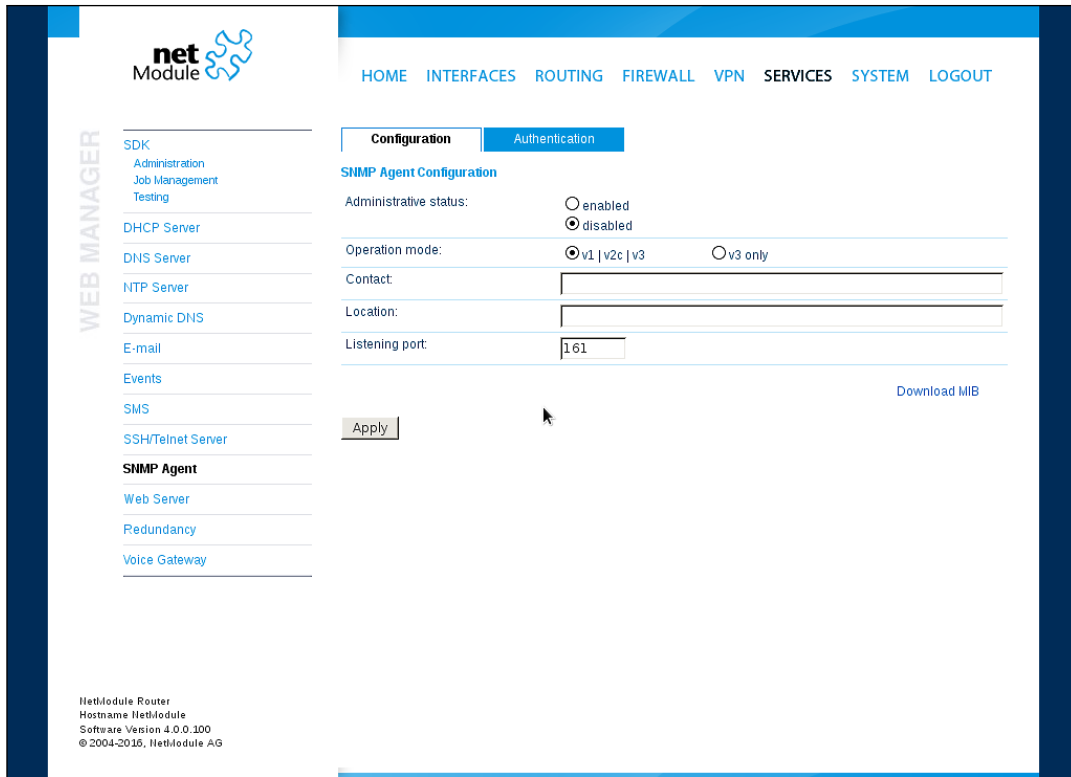 net
Module
HOME INTERFACES ROUTING FIREWALL VPN SERVICES SYSTEM LOGOUT
WEB MANAGER
SDK
Administration
Job Management
Testing
DHCP Server
DNS Server
NTP Server
Dynamic DNS
E-mail
Events
SMS
SSH/Telnet Server
SNMP Agent
Web Server
Redundancy
Voice Gateway
Configuration Authentication
SNMP Agent Configuration
Administrative status: enabled
disabled
Operation mode: v1 | v2c | v3 v3 only
Contact:
Location:
Listening port: 161
Download MIB
Apply
NetModule Router
Hostname NetModule
Software Version 4.0.0.100
© 2004-2016, NetModule AG